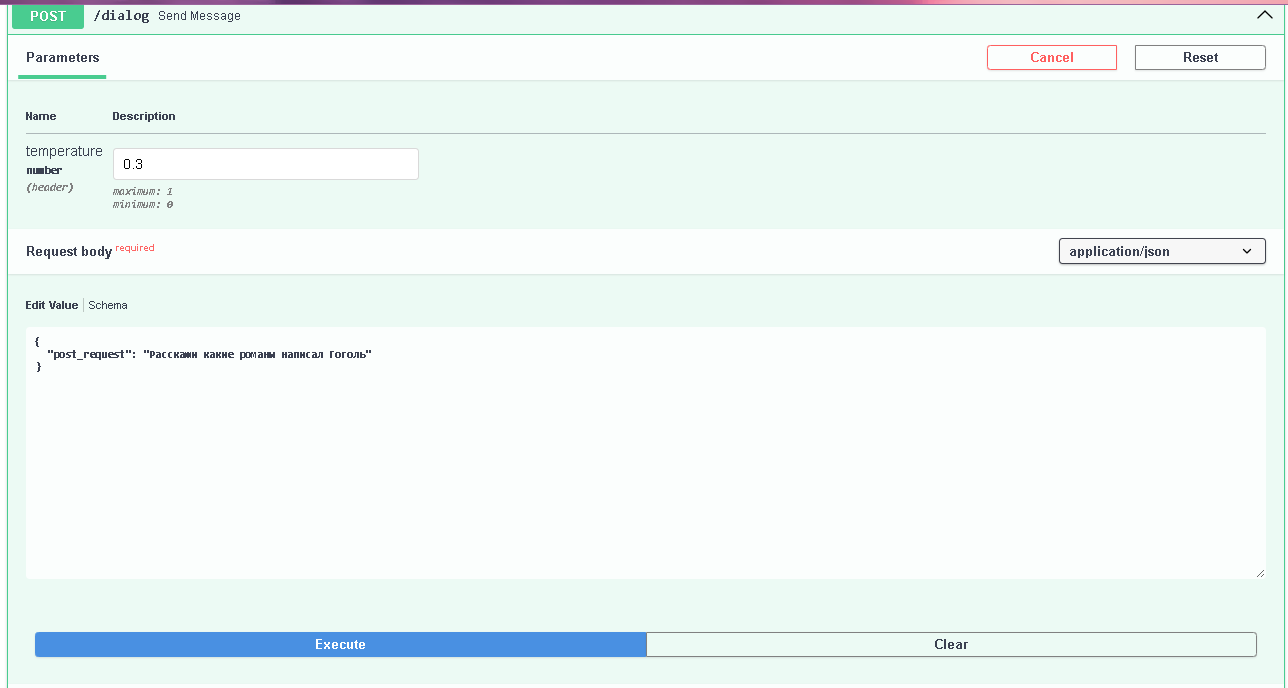 POST /dialog Send Message
Parameters
Cancel
Reset
Name Description
temperature
number
(header)
0.3
maximum: 1
minimum: 0
Request body required
application/json
Edit Value Schema
{
"post_request": "Расскажи какие романы написал Гоголь"
}
Execute
Clear